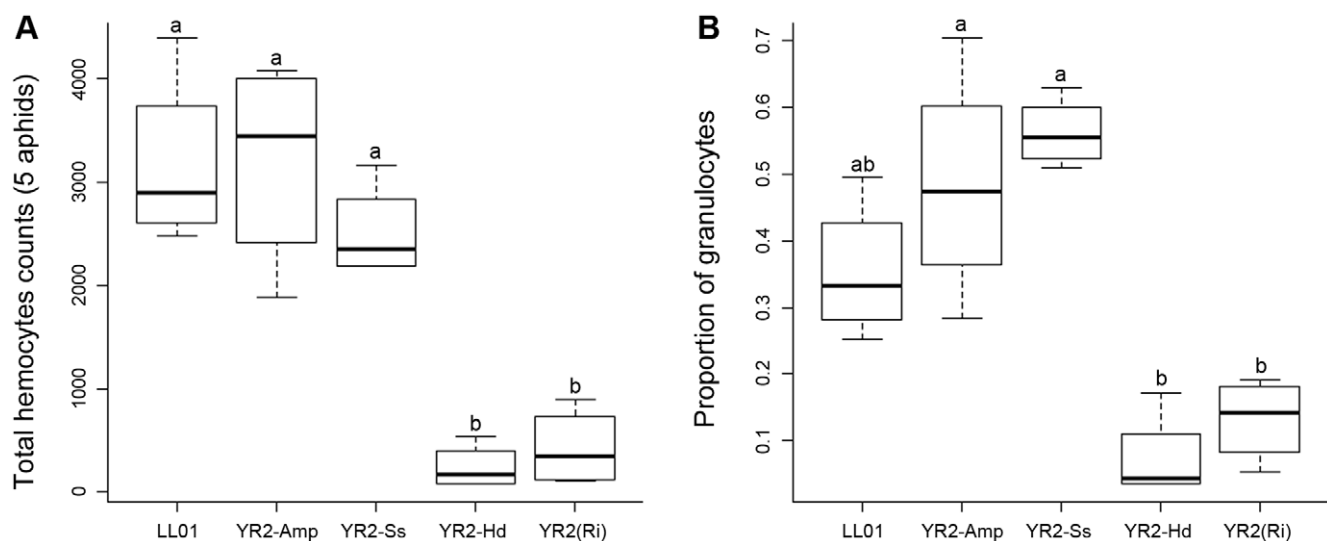 A
Total hemocytes counts (5 aphids)
4000
3000
2000
1000
0
a
a
a
b
b
LL01
YR2-Amp
YR2-Ss
YR2-Hd
YR2(Ri)
B
Proportion of granulocytes
0.7
0.6
0.5
0.4
0.3
0.2
0.1
ab
a
a
b
b
LL01
YR2-Amp
YR2-Ss
YR2-Hd
YR2(Ri)